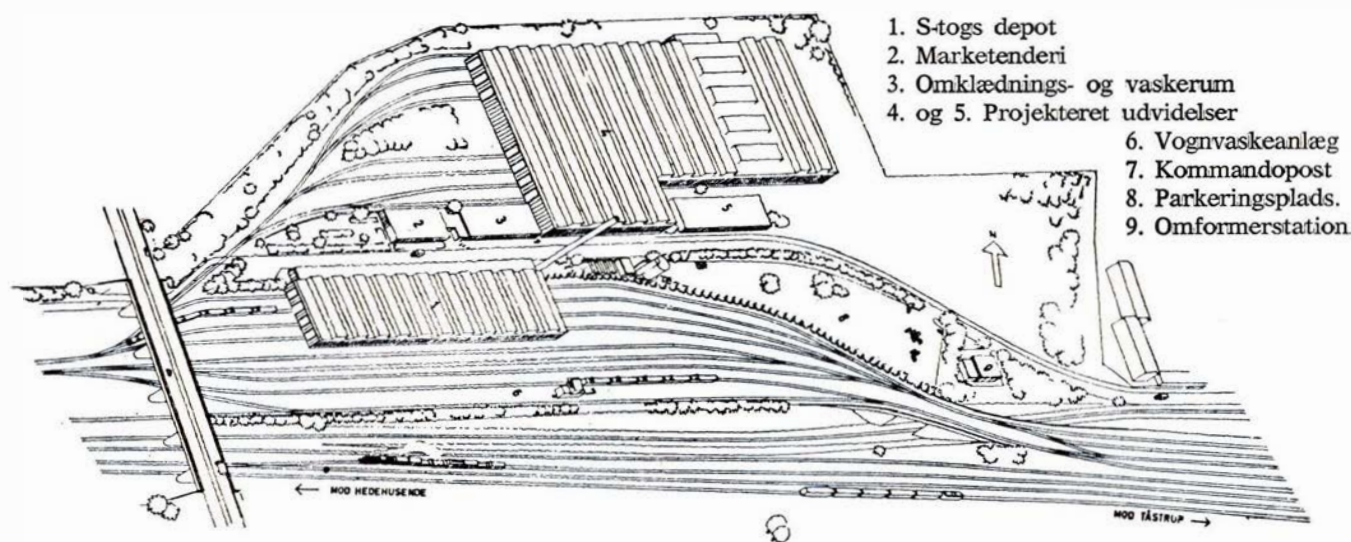 1. S-togs depot
2. Marketenderi
3. Omklædnings- og vaskerum
4. og 5. Projekteret udvidelser
6. Vognvaskeanlæg
7. Kommandopost
8. Parkeringsplads.
9. Omformerstation.
N
← MOD HEDEHUSENDE
MOD TÅSTRUP →